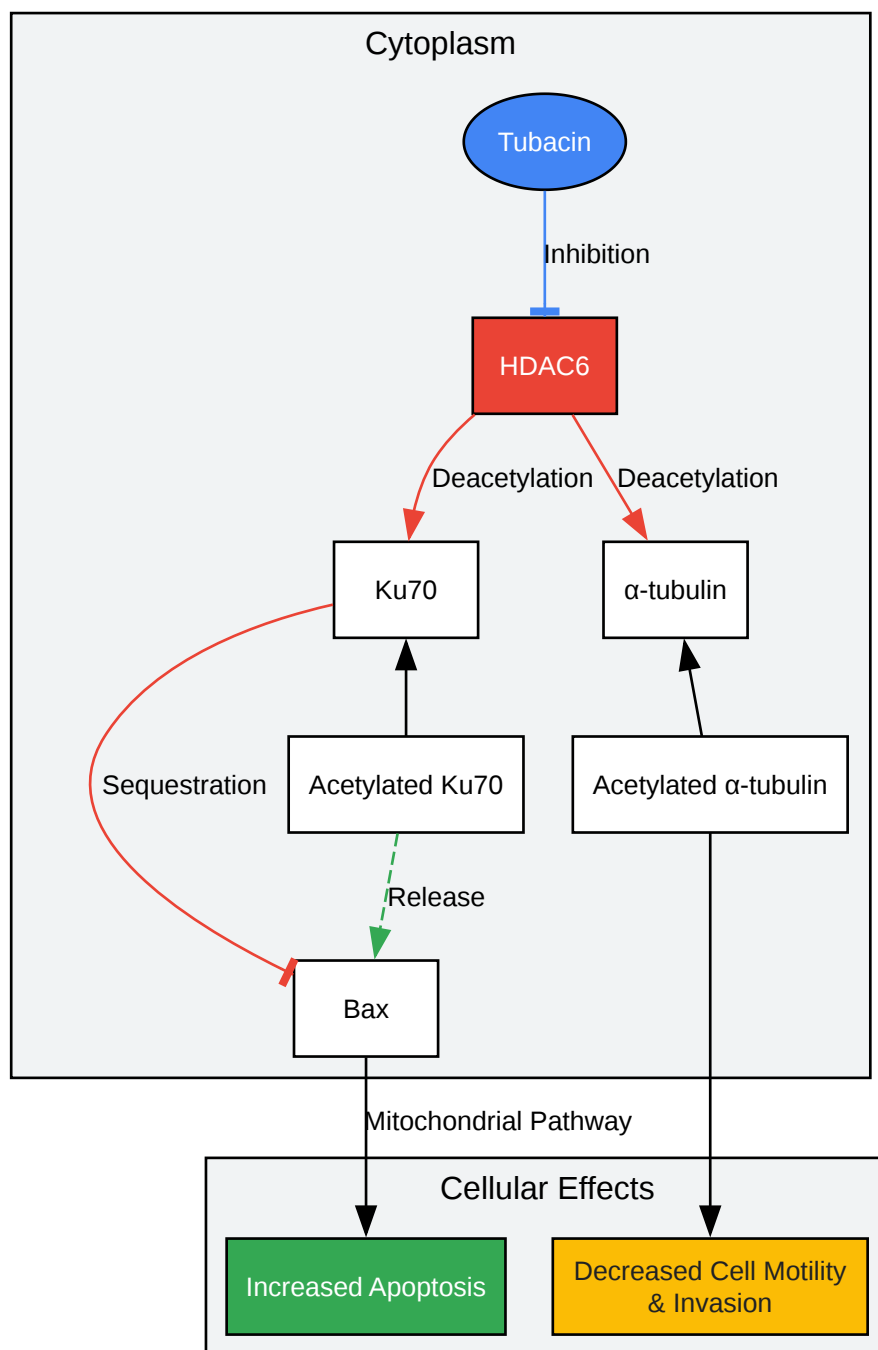 Cytoplasm
Tubacin
Inhibition
HDAC6
Deacetylation
Deacetylation
Ku70
α-tubulin
Sequestration
Acetylated Ku70
Acetylated α-tubulin
Release
Bax
Mitochondrial Pathway
Cellular Effects
Increased Apoptosis
Decreased Cell Motility
& Invasion